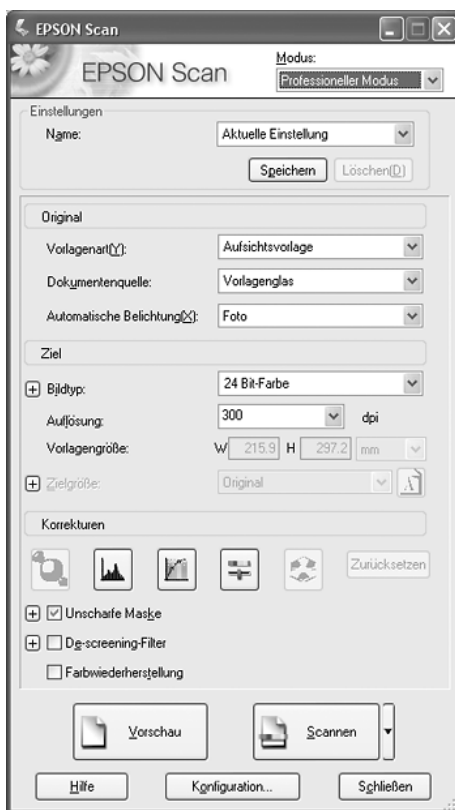 EPSON Scan
EPSON Scan
Modus:
Professioneller Modus
Einstellungen
Name: Aktuelle Einstellung
Speichern Löschen(D)
Original
Vorlagenart(Y): Aufsichtsvorlage
Dokumentenquelle: Vorlagenglas
Automatische Belichtung(X): Foto
Ziel
Bildtyp: 24 Bit-Farbe
Auflösung: 300 dpi
Vorlagengröße: W 215.9 H 297.2 mm
Zielgröße: Original A
Korrekturen
Zurücksetzen
Unscharfe Maske
De-screening-Filter
Farbwiederherstellung
Vorschau Scannen
Hilfe Konfiguration... Schließen